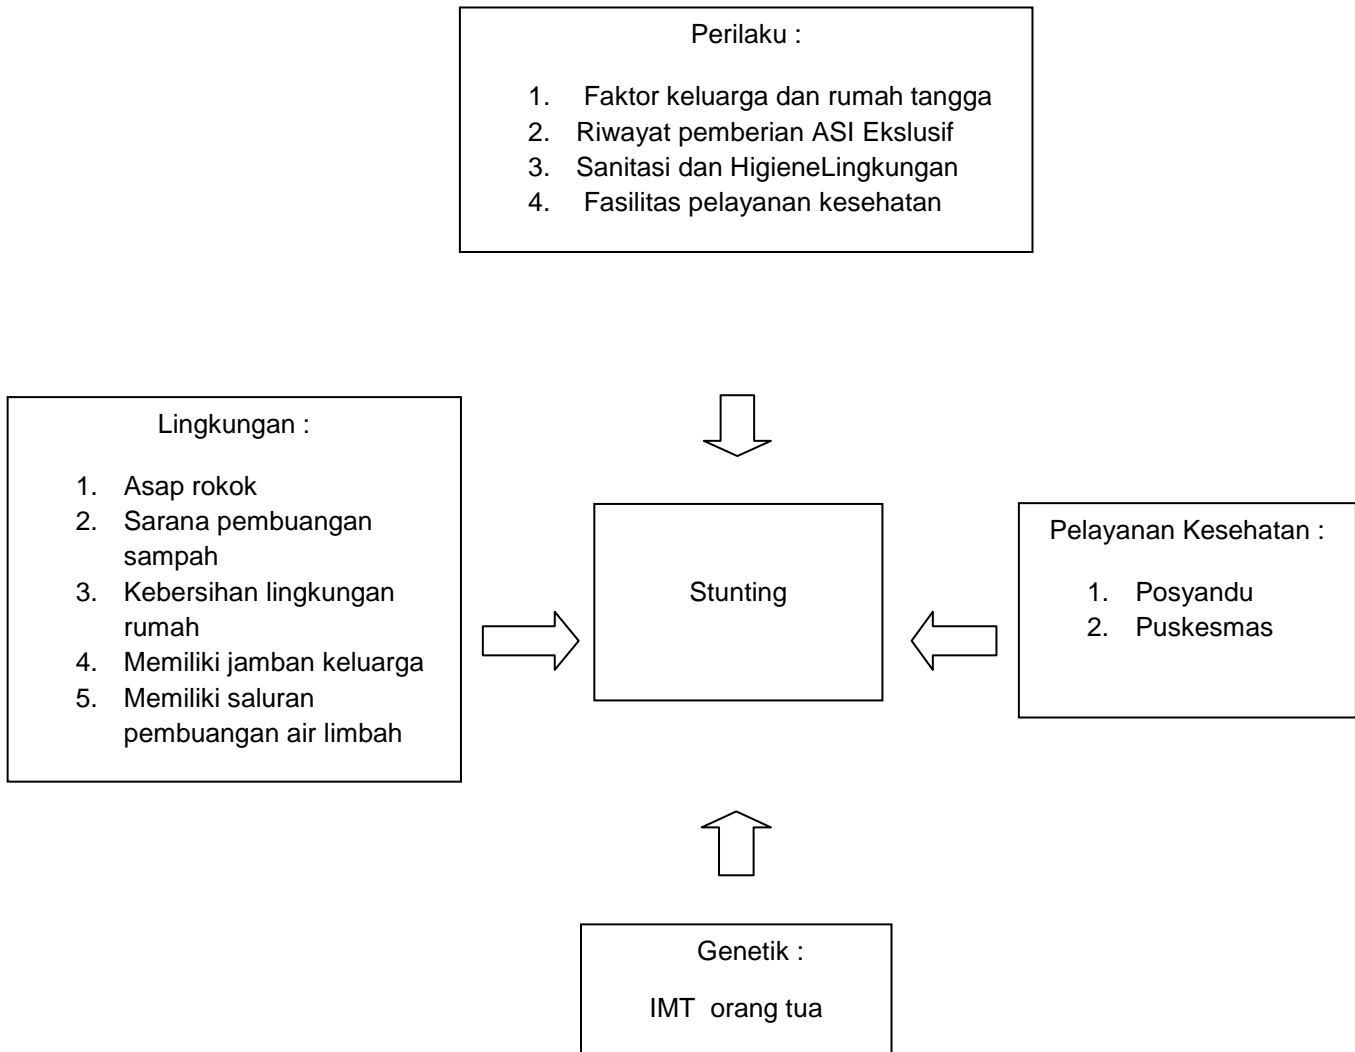 Perilaku :
1. Faktor keluarga dan rumah tangga
2. Riwayat pemberian ASI Ekslusif
3. Sanitasi dan HigieneLingkungan
4. Fasilitas pelayanan kesehatan
Lingkungan :
1. Asap rokok
2. Sarana pembuangan
sampah
3. Kebersihan lingkungan
rumah
4. Memiliki jamban keluarga
5. Memiliki saluran
pembuangan air limbah
Stunting
Pelayanan Kesehatan :
1. Posyandu
2. Puskesmas
Genetik :
IMT orang tua